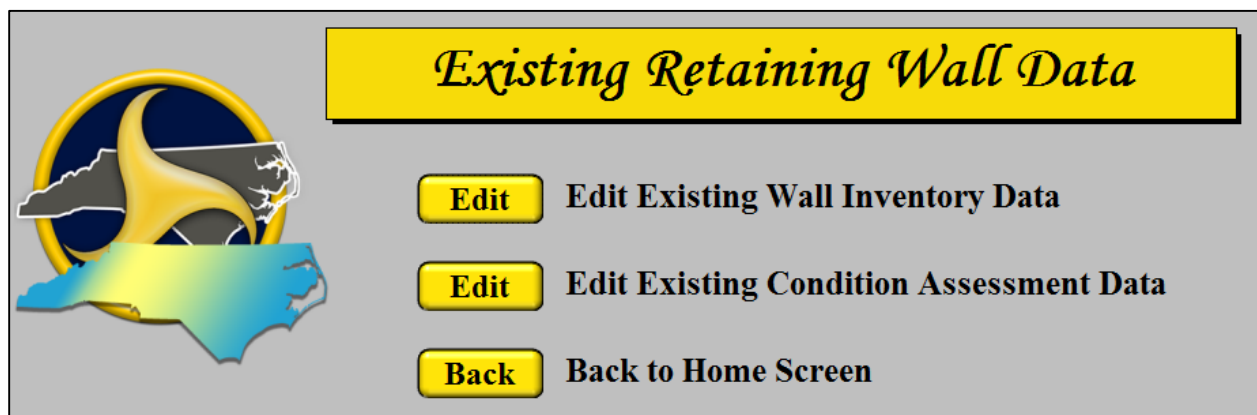 Existing Retaining Wall Data
Edit Edit Existing Wall Inventory Data
Edit Edit Existing Condition Assessment Data
Back Back to Home Screen